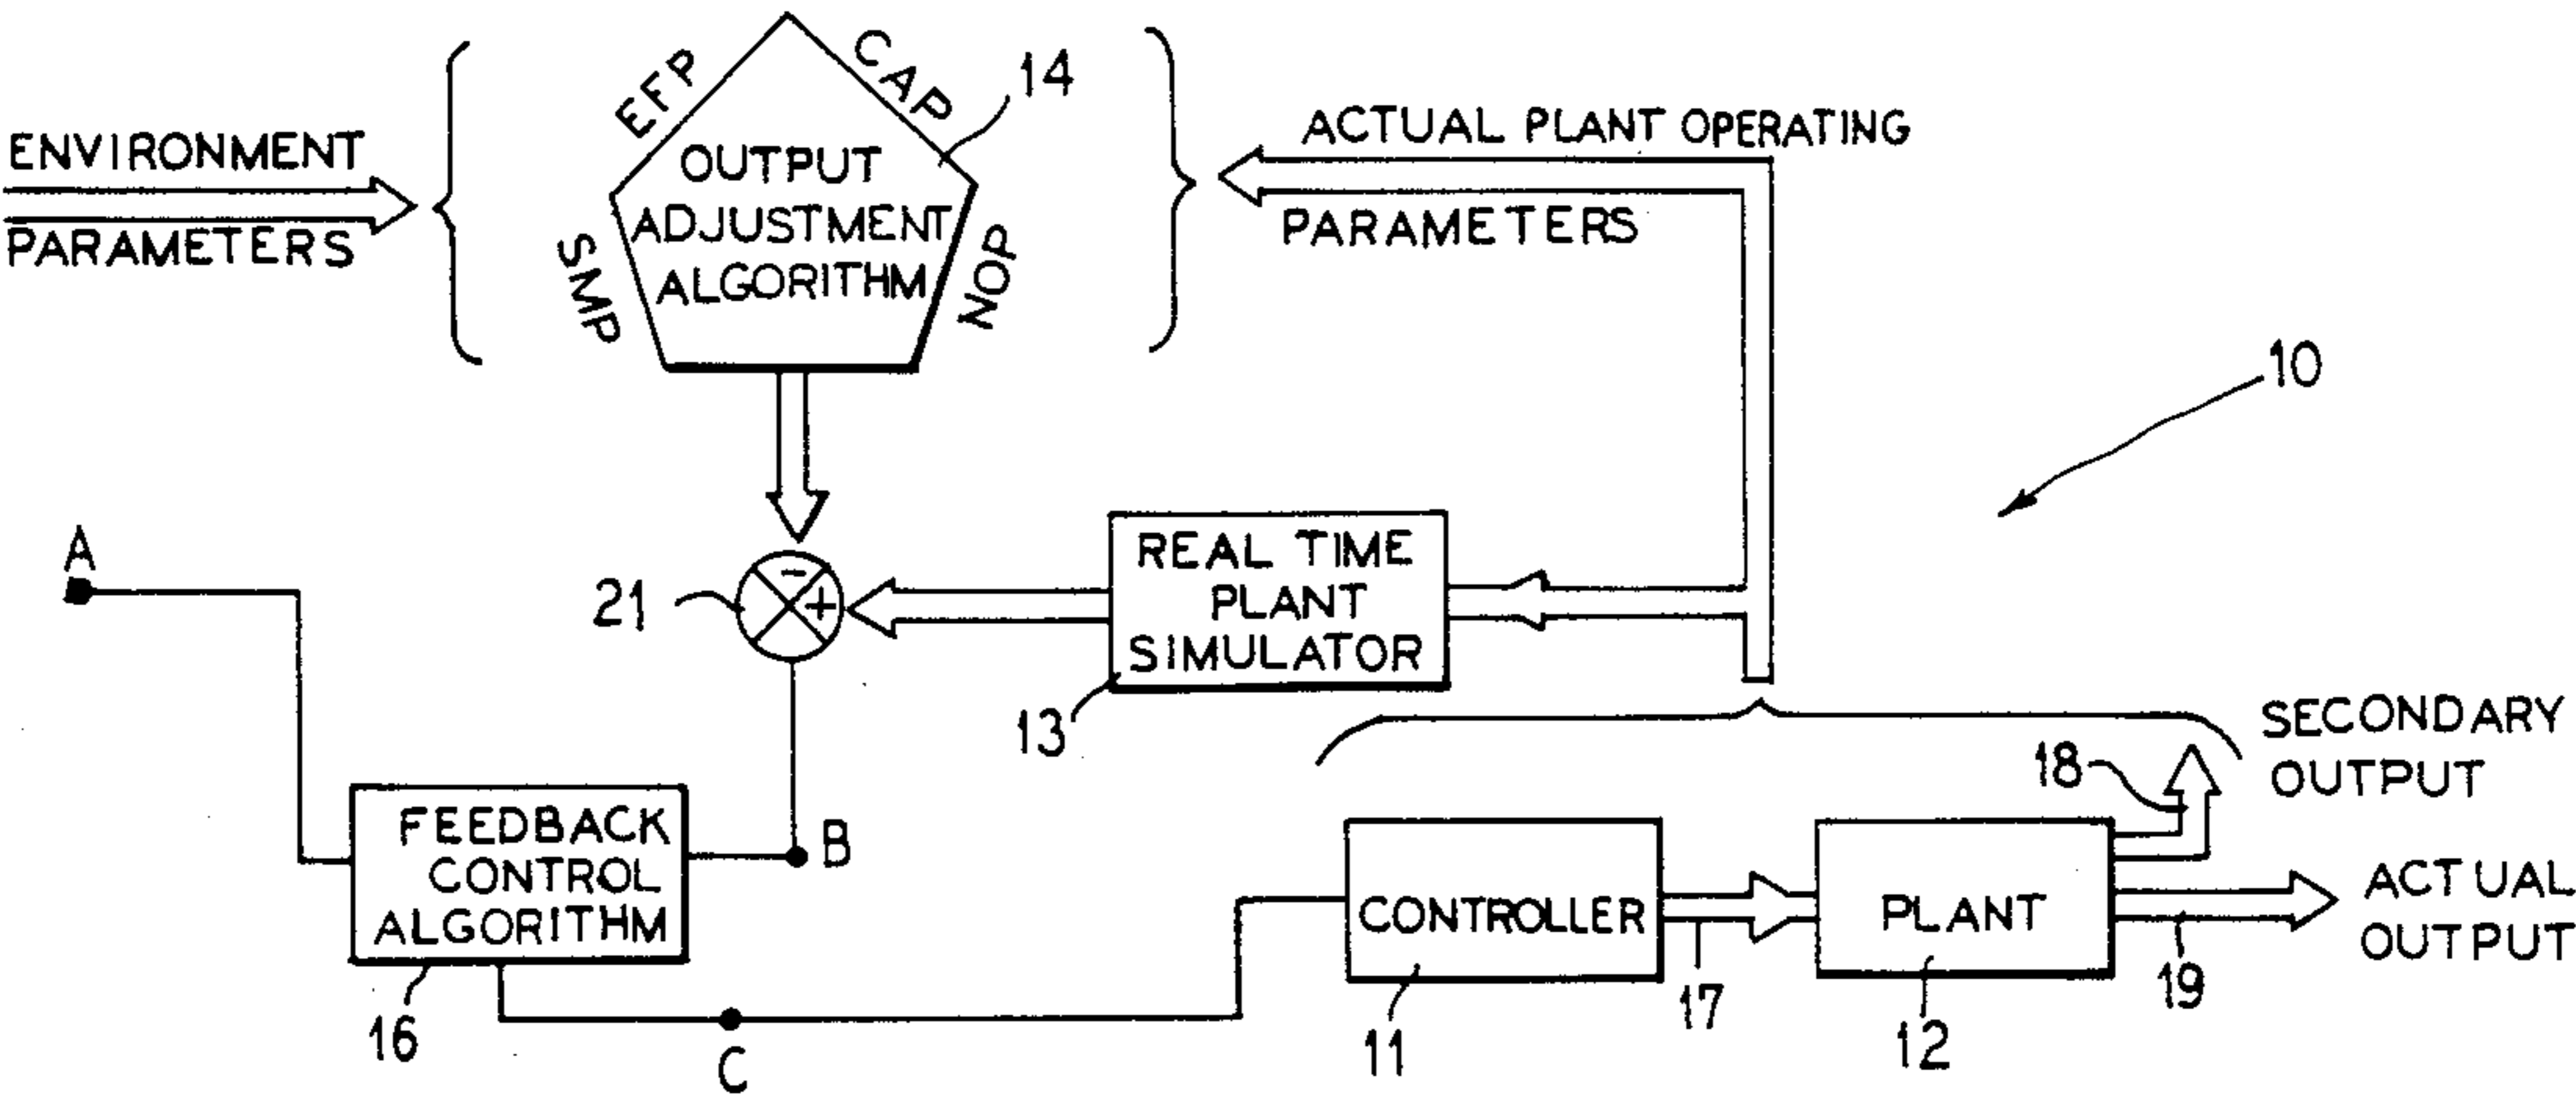 ENVIRONMENT
PARAMETERS
EFP
CAP
14
OUTPUT
ADJUSTMENT
ALGORITHM
SMP
NOP
ACTUAL PLANT OPERATING
PARAMETERS
10
A
21
-
+
REAL TIME
PLANT
SIMULATOR
13
SECONDARY
OUTPUT
18
FEEDBACK
CONTROL
ALGORITHM
B
16
C
CONTROLLER
11
17
PLANT
12
19
ACTUAL
OUTPUT